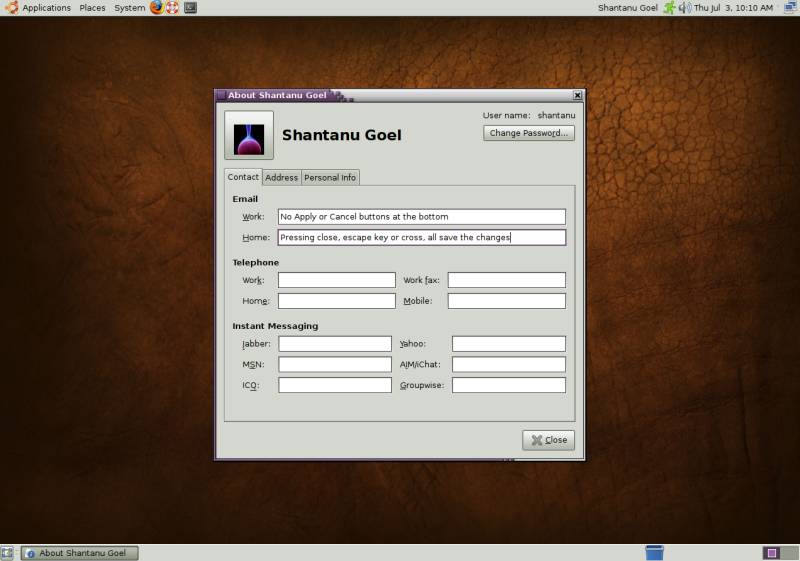 Applications Places System Shantanu Goel Thu Jul 3, 10:10 AM
About Shantanu Goel
User name: shantanu
Shantanu Goel
Change Password...
Contact Address Personal Info
Email
Work: No Apply or Cancel buttons at the bottom
Home: Pressing close, escape key or cross, all save the changes
Telephone
Work: Work fax:
Home: Mobile:
Instant Messaging
Jabber: Yahoo:
MSN: AIM/iChat:
ICQ: Groupwise:
Close
About Shantanu Goel